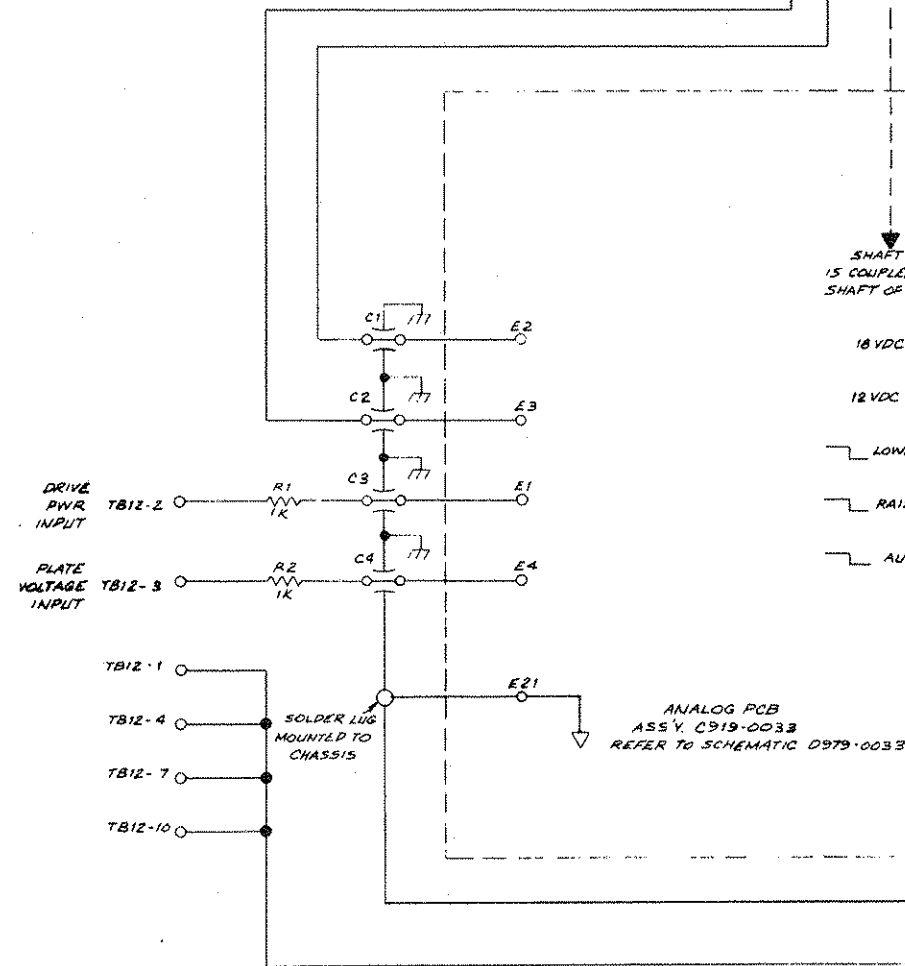 SHAFT
IS COUPLE
SHAFT OF
C1
E2
18 VDC
C2
E3
12 VDC
LOW
C3
E1
DRIVE
PWR
INPUT
TB12-2
R1
1K
RAI
C4
E4
AU
PLATE
VOLTAGE
INPUT
TB12-3
R2
1K
TB12-1
E21
TB12-4
SOLDER LUG
MOUNTED TO
CHASSIS
ANALOG PCB
ASS'Y. C919-0033
REFER TO SCHEMATIC D979-0033
TB12-7
TB12-10